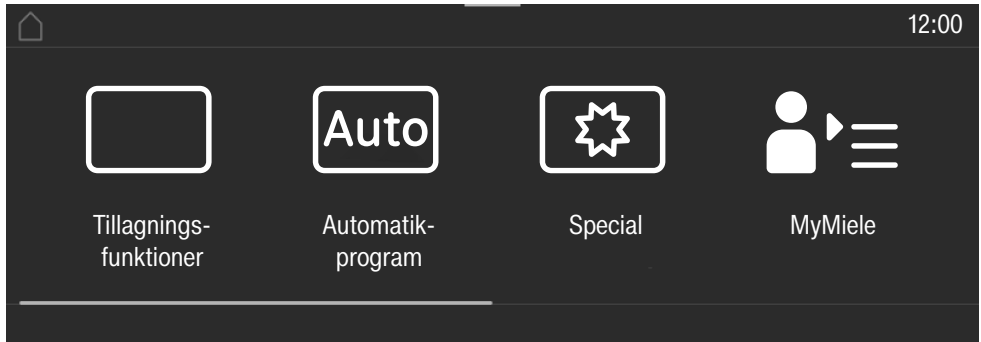 12:00
Auto
Tillagnings-
funktioner
Automatik-
program
Special
MyMiele